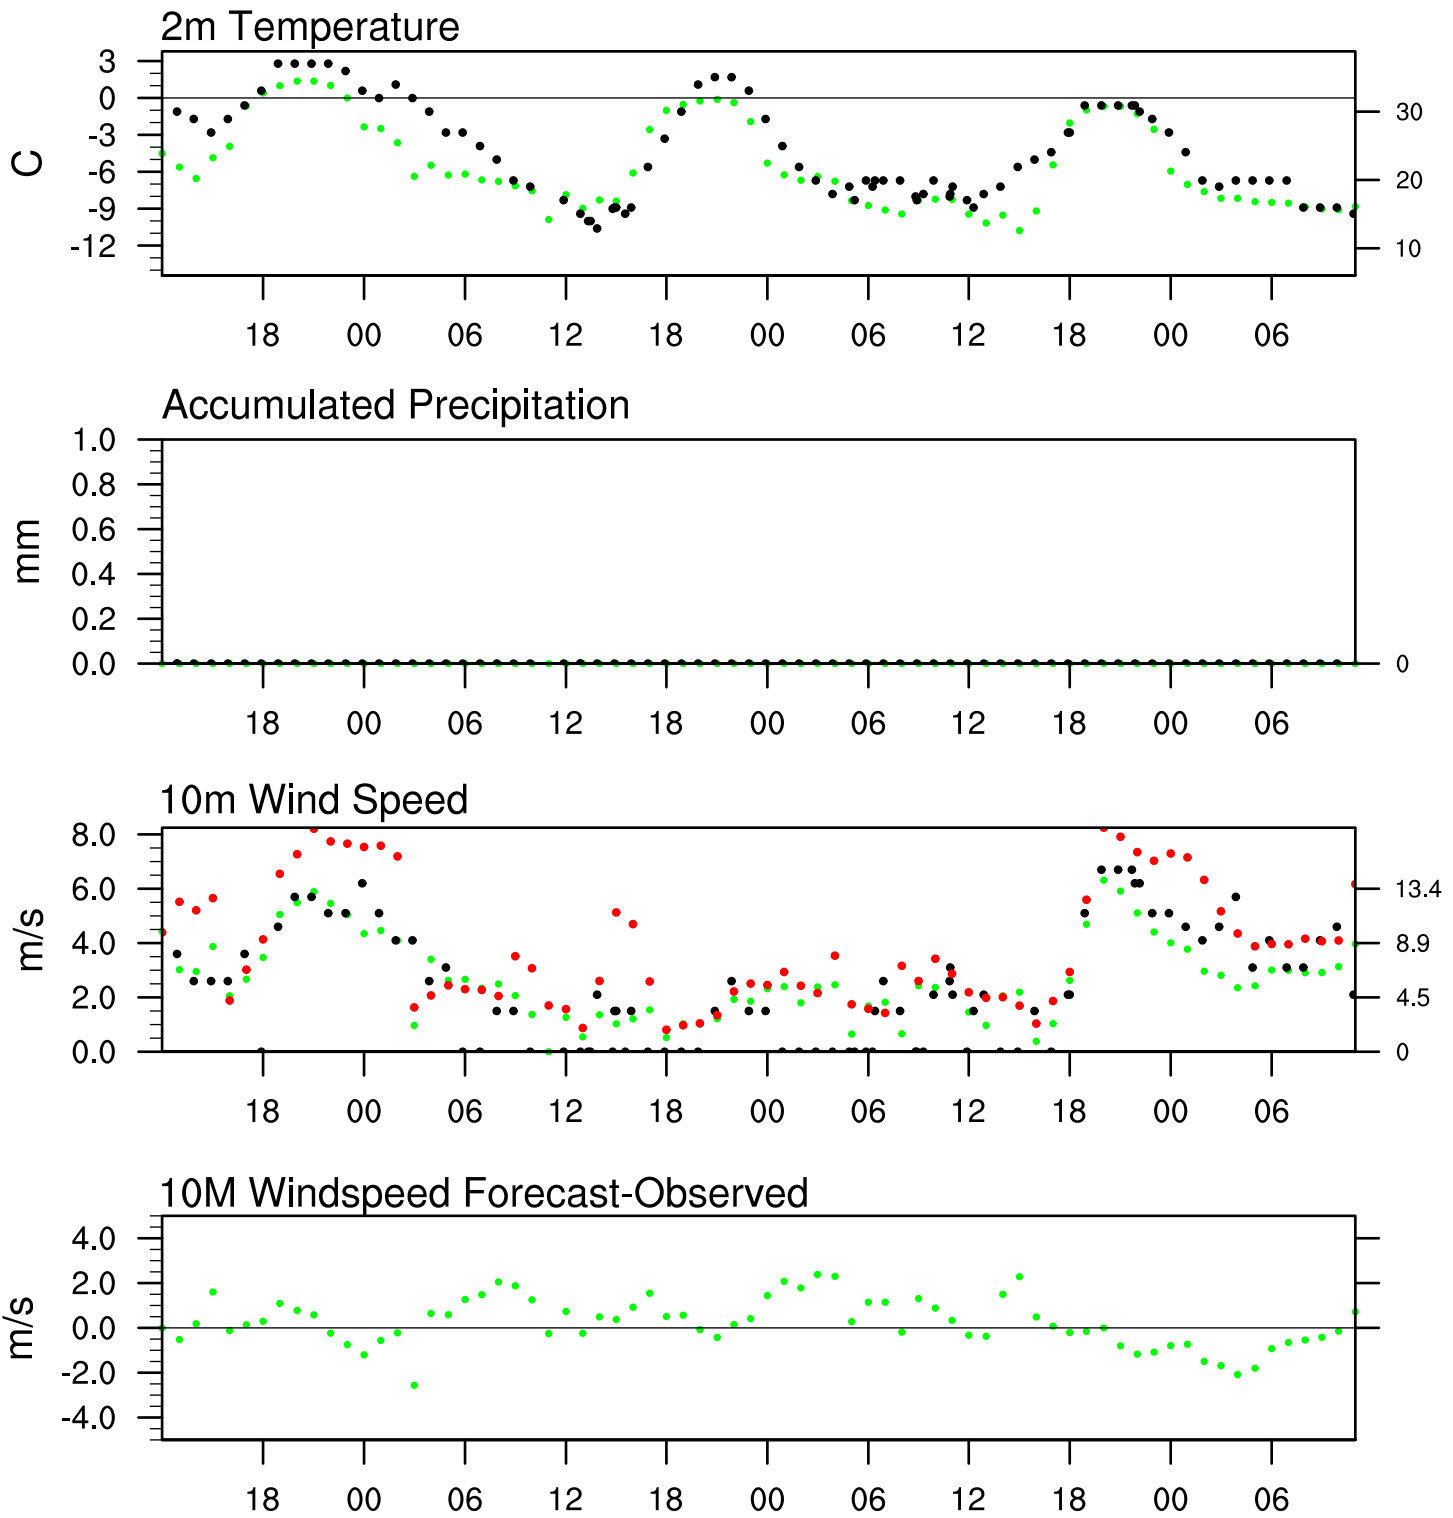 2m Temperature
3
0
-3
-6
-9
-12
C
30
20
10
18 00 06 12 18 00 06 12 18 00 06
Accumulated Precipitation
1.0
0.8
0.6
0.4
0.2
0.0
mm
0
18 00 06 12 18 00 06 12 18 00 06
10m Wind Speed
8.0
6.0
4.0
2.0
0.0
m/s
13.4
8.9
4.5
0
18 00 06 12 18 00 06 12 18 00 06
10M Windspeed Forecast-Observed
4.0
2.0
0.0
-2.0
-4.0
m/s
18 00 06 12 18 00 06 12 18 00 06